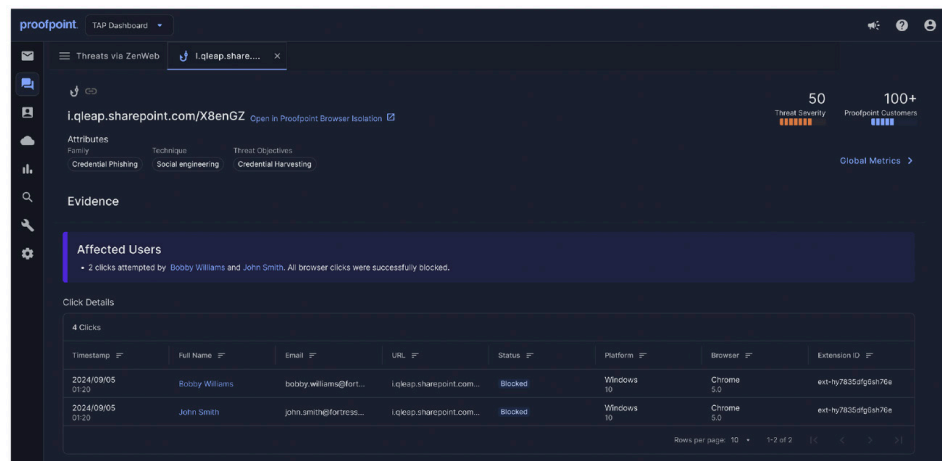 proofpoint. TAP Dashboard
Threats via ZenWeb i.qleap.share....
i.qleap.sharepoint.com/X8enGZ Open in Proofpoint Browser Isolation
50 100+
Threat Severity Proofpoint Customers
Attributes
Family Technique Threat Objectives
Credential Phishing Social engineering Credential Harvesting
Global Metrics
Evidence
Affected Users
• 2 clicks attempted by Bobby Williams and John Smith. All browser clicks were successfully blocked.
Click Details
4 Clicks
Timestamp Full Name Email URL Status Platform Browser Extension ID
2024/09/05 Bobby Williams bobby.williams@fort... i.qleap.sharepoint.com... Blocked Windows Chrome ext-hy7835dfg6sh76e
01:20 10 5.0
2024/09/05 John Smith john.smith@fortress... i.qleap.sharepoint.com... Blocked Windows Chrome ext-hy7835dfg6sh76e
01:20 10 5.0
Rows per page: 10 1-2 of 2